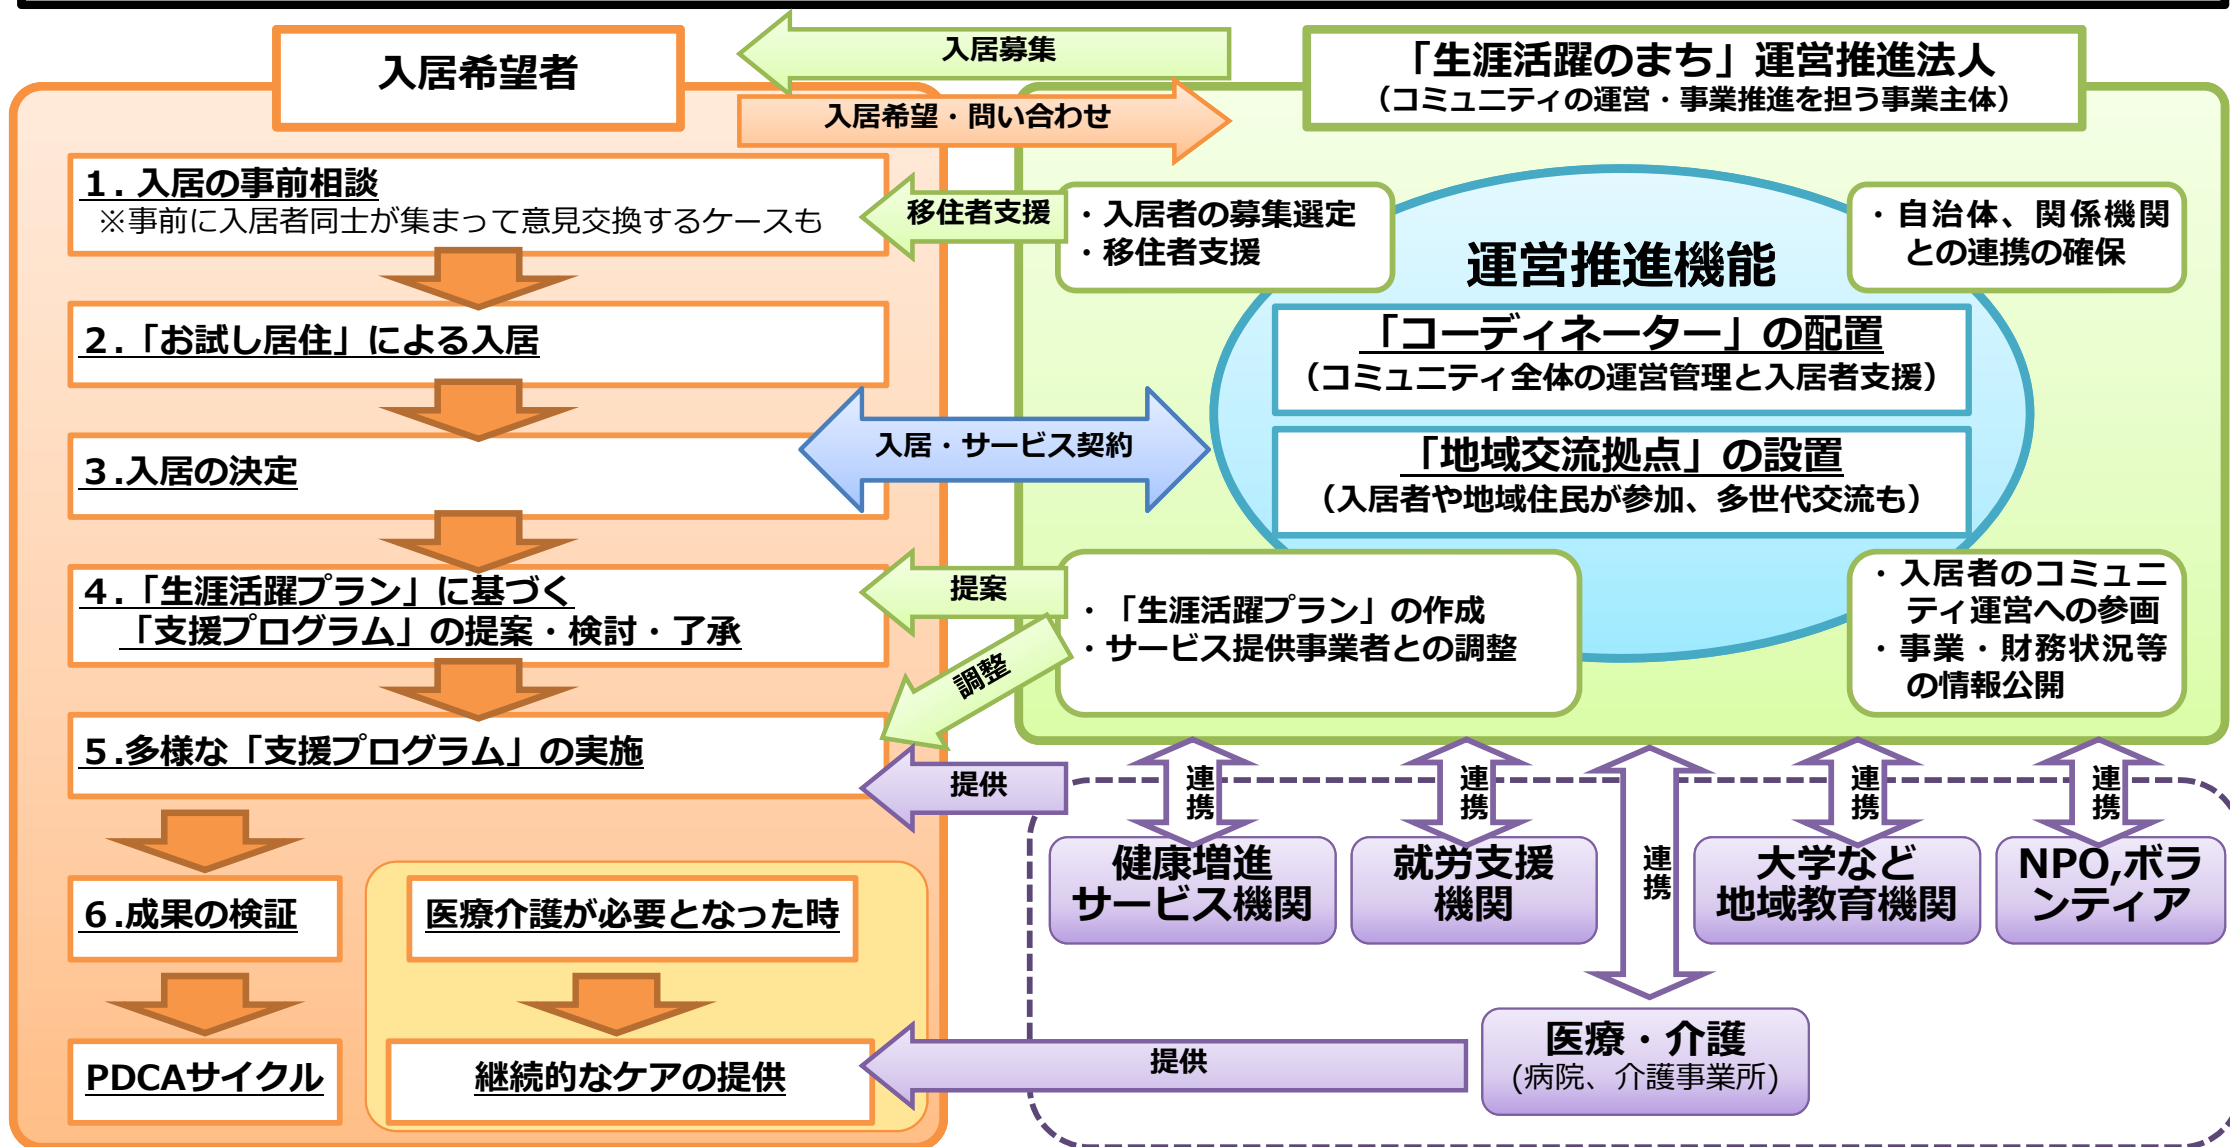 入居希望者
入居募集
入居希望・問い合わせ
「生涯活躍のまち」運営推進法人
（コミュニティの運営・事業推進を担う事業主体）
１．入居の事前相談
※事前に入居者同士が集まって意見交換するケースも
移住者支援
・入居者の募集選定
・移住者支援
・自治体、関係機関
との連携の確保
運営推進機能
「コーディネーター」の配置
（コミュニティ全体の運営管理と入居者支援）
「地域交流拠点」の設置
（入居者や地域住民が参加、多世代交流も）
２．「お試し居住」による入居
３.入居の決定
入居・サービス契約
４．「生涯活躍プラン」に基づく
「支援プログラム」の提案・検討・了承
提案
調整
・「生涯活躍プラン」の作成
・サービス提供事業者との調整
・入居者のコミュニ
ティ運営への参画
・事業・財務状況等
の情報公開
５.多様な「支援プログラム」の実施
提供
連携
連携
連携
連携
連携
健康増進
サービス機関
就労支援
機関
大学など
地域教育機関
NPO,ボラ
ンティア
６.成果の検証
医療介護が必要となった時
PDCAサイクル
継続的なケアの提供
提供
医療・介護
(病院、介護事業所)